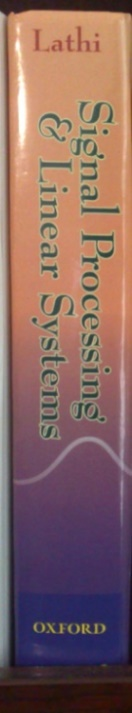 Lathi
Signal Processing
& Linear Systems
OXFORD